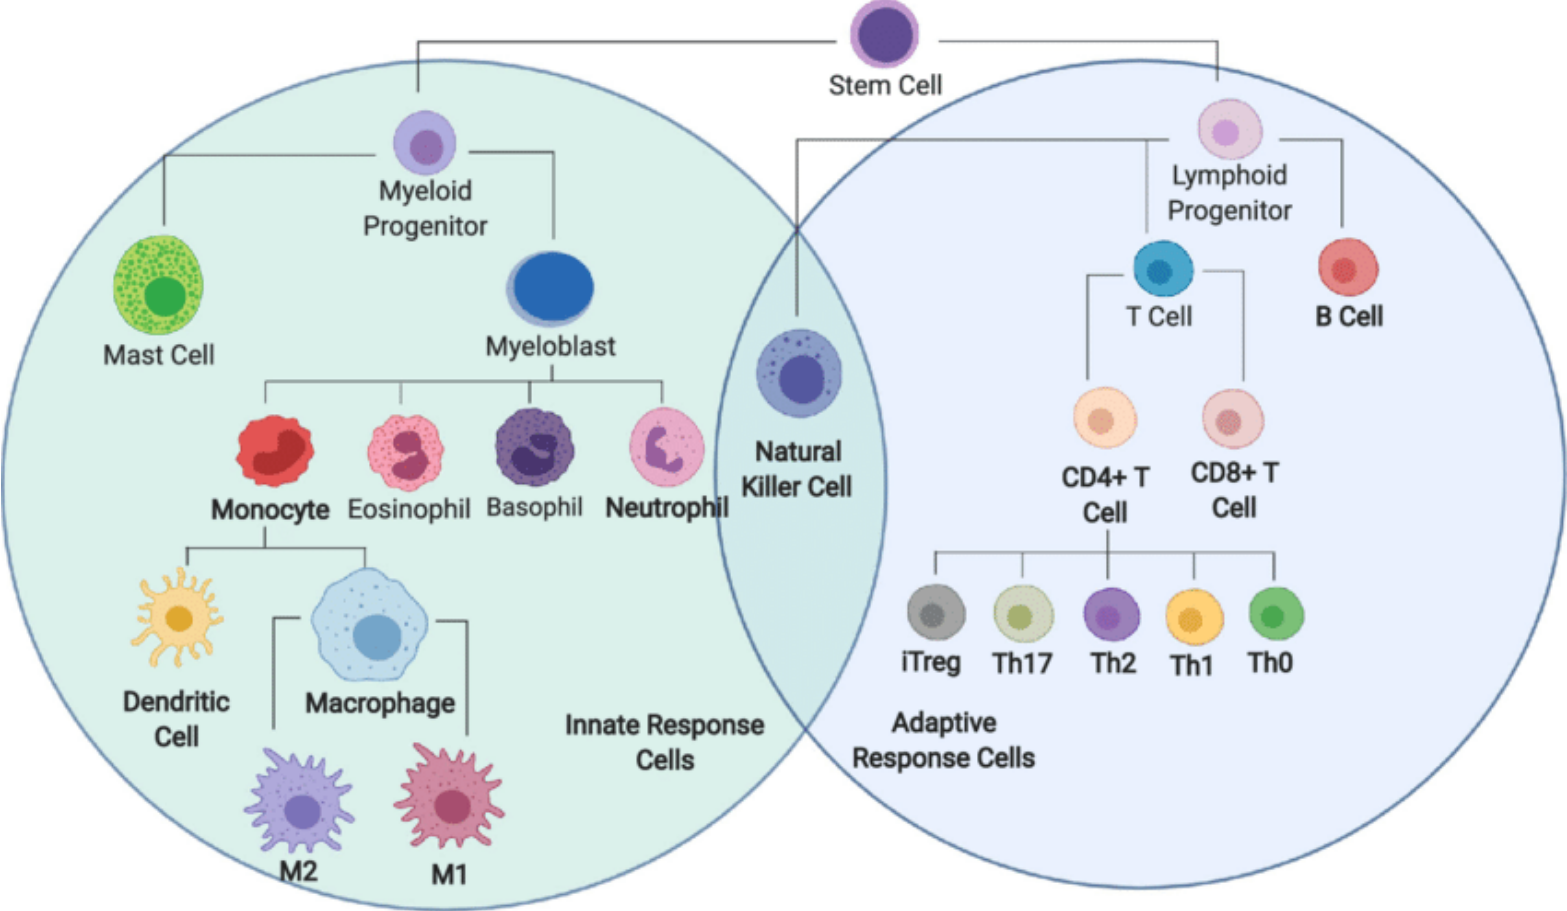 Stem Cell
Myeloid
Progenitor
Lymphoid
Progenitor
Mast Cell
Myeloblast
T Cell
B Cell
Monocyte
Eosinophil
Basophil
Neutrophil
Natural
Killer Cell
CD4+ T
Cell
CD8+ T
Cell
Dendritic
Cell
Macrophage
iTreg
Th17
Th2
Th1
Th0
Innate Response
Cells
Adaptive
Response Cells
M2
M1